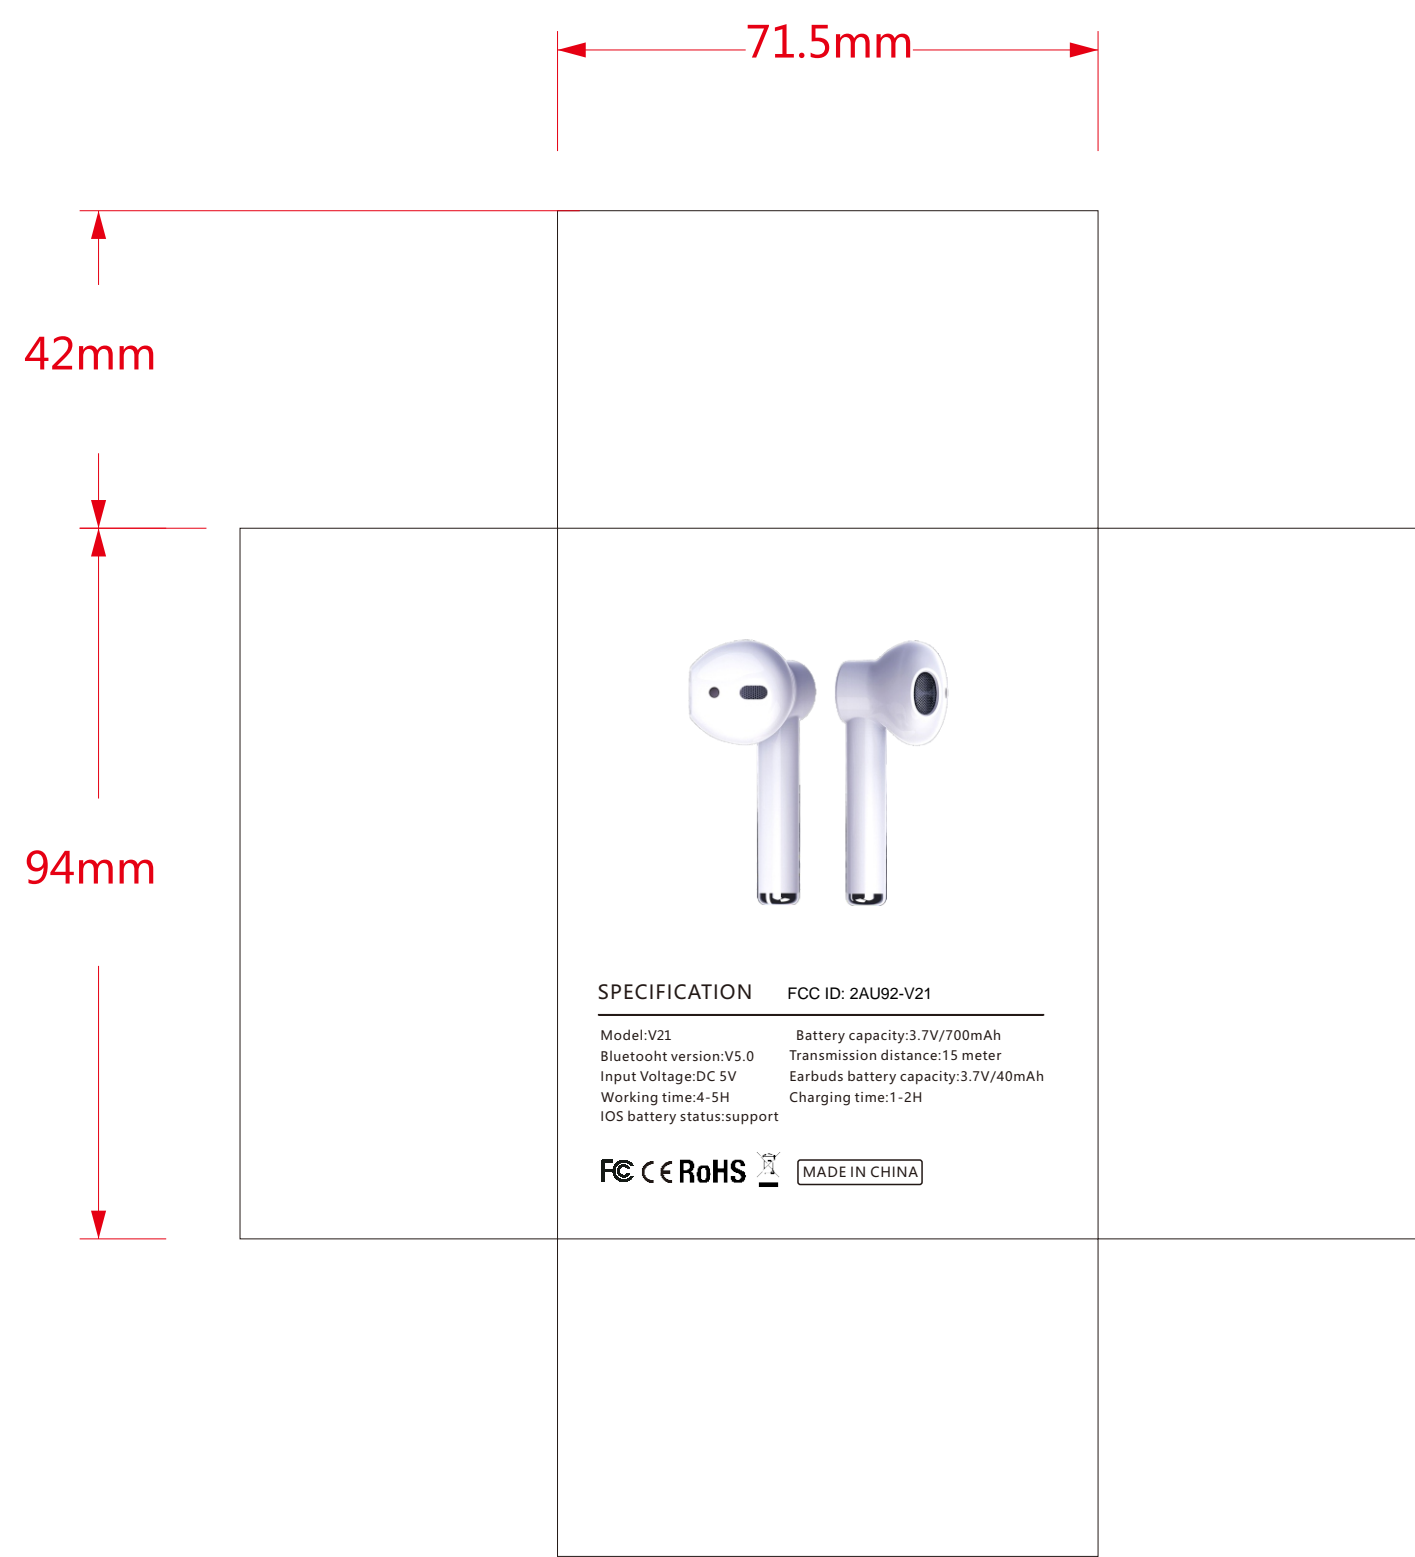 71.5mm
42mm
94mm
SPECIFICATION FCC ID: 2AU92-V21
Model:V21 Battery capacity:3.7V/700mAh
Bluetooht version:V5.0 Transmission distance:15 meter
Input Voltage:DC 5V Earbuds battery capacity:3.7V/40mAh
Working time:4-5H Charging time:1-2H
IOS battery status:support
FC CE RoHS MADE IN CHINA